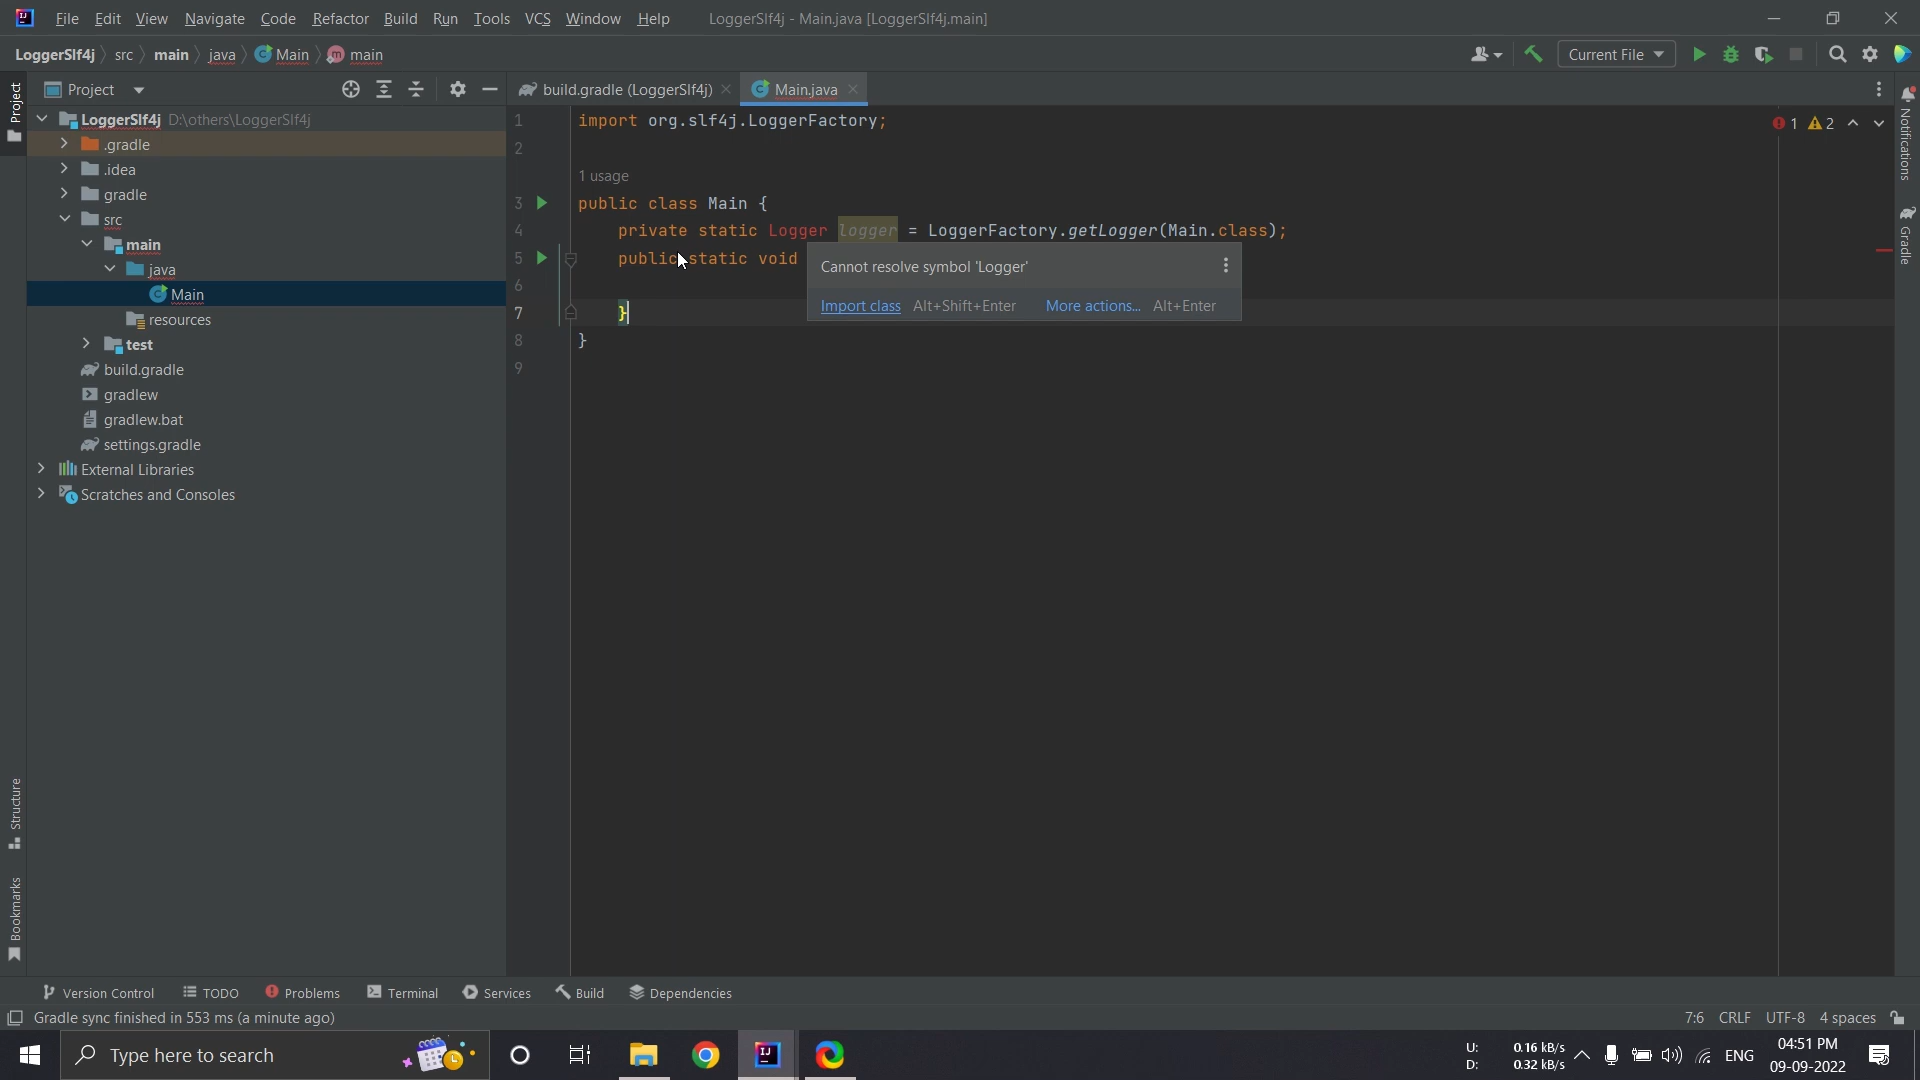 File Edit View Navigate Code Refactor Build Run Tools VCS Window Help LoggerSlf4j - Main.java [LoggerSlf4j.main]
LoggerSlf4j src main java Main main Current File
Project
Project
build.gradle (LoggerSlf4j)
Main.java
LoggerSlf4j D:\others\LoggerSlf4j
.gradle
.idea
gradle
src
main
java
Main
resources
test
build.gradle
gradlew
gradlew.bat
settings.gradle
External Libraries
Scratches and Consoles
1 import org.slf4j.LoggerFactory;
1 2
2
1 usage
3 public class Main {
4 private static Logger logger = LoggerFactory.getLogger(Main.class);
5 public static void
6
7 }
8 }
9
Cannot resolve symbol 'Logger'
Import class Alt+Shift+Enter More actions... Alt+Enter
Notifications
Gradle
Structure
Bookmarks
Version Control TODO Problems Terminal Services Build Dependencies
Gradle sync finished in 553 ms (a minute ago) 7:6 CRLF UTF-8 4 spaces
Type here to search
U: 0.16 kB/s
D: 0.32 kB/s
ENG
04:51 PM
09-09-2022